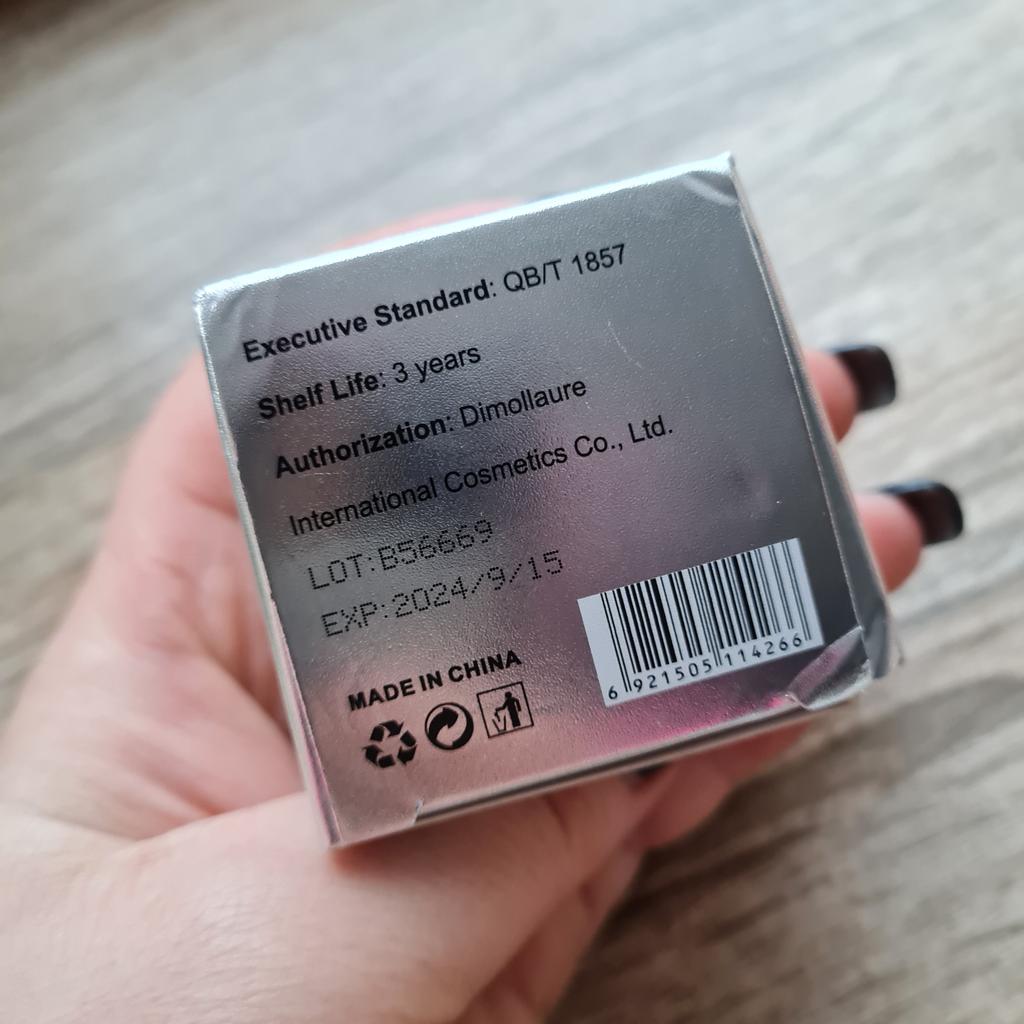 Executive Standard: QB/T 1857
Shelf Life: 3 years
Authorization: Dimollaure
International Cosmetics Co., Ltd.
LOT:B56669
EXP:2024/9/15
MADE IN CHINA
6 921505 114266